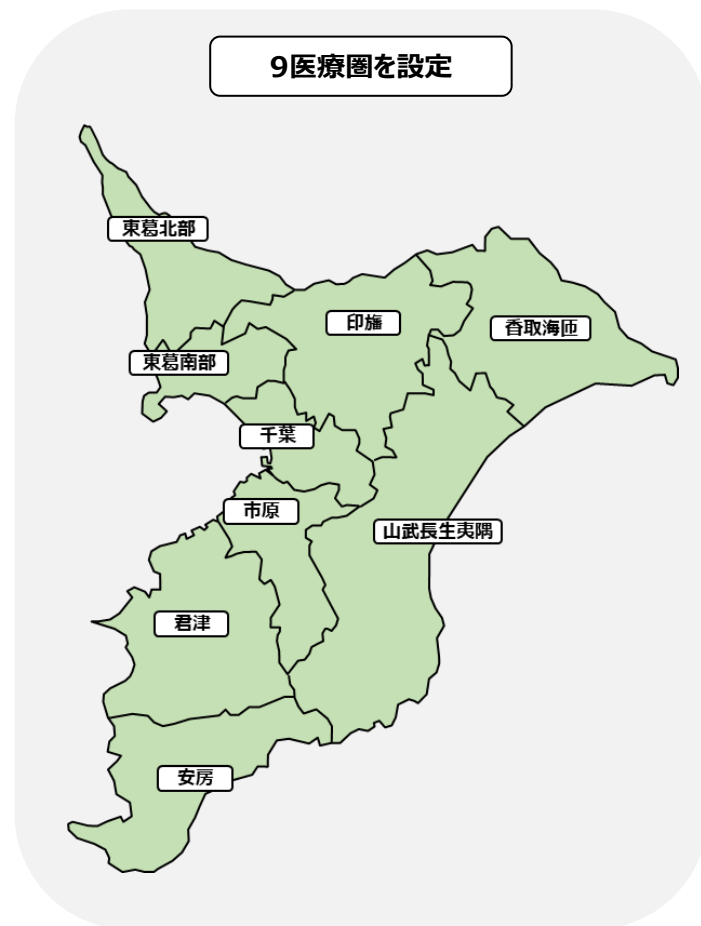 9医療圏を設定
東葛北部
印旛
香取海匝
東葛南部
千葉
市原
山武長生夷隅
君津
安房